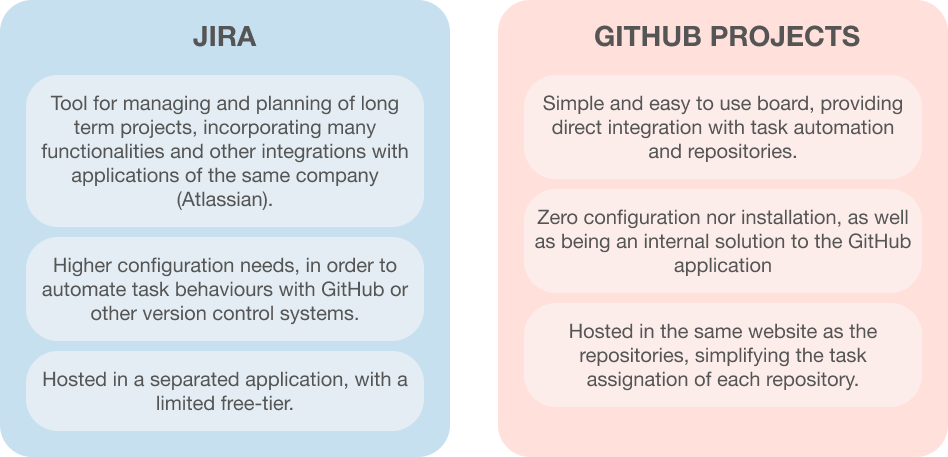 JIRA
Tool for managing and planning of long
term projects, incorporating many
functionalities and other integrations with
applications of the same company
(Atlassian).
Higher configuration needs, in order to
automate task behaviours with GitHub or
other version control systems.
Hosted in a separated application, with a
limited free-tier.
GITHUB PROJECTS
Simple and easy to use board, providing
direct integration with task automation
and repositories.
Zero configuration nor installation, as well
as being an internal solution to the GitHub
application
Hosted in the same website as the
repositories, simplifying the task
assignation of each repository.